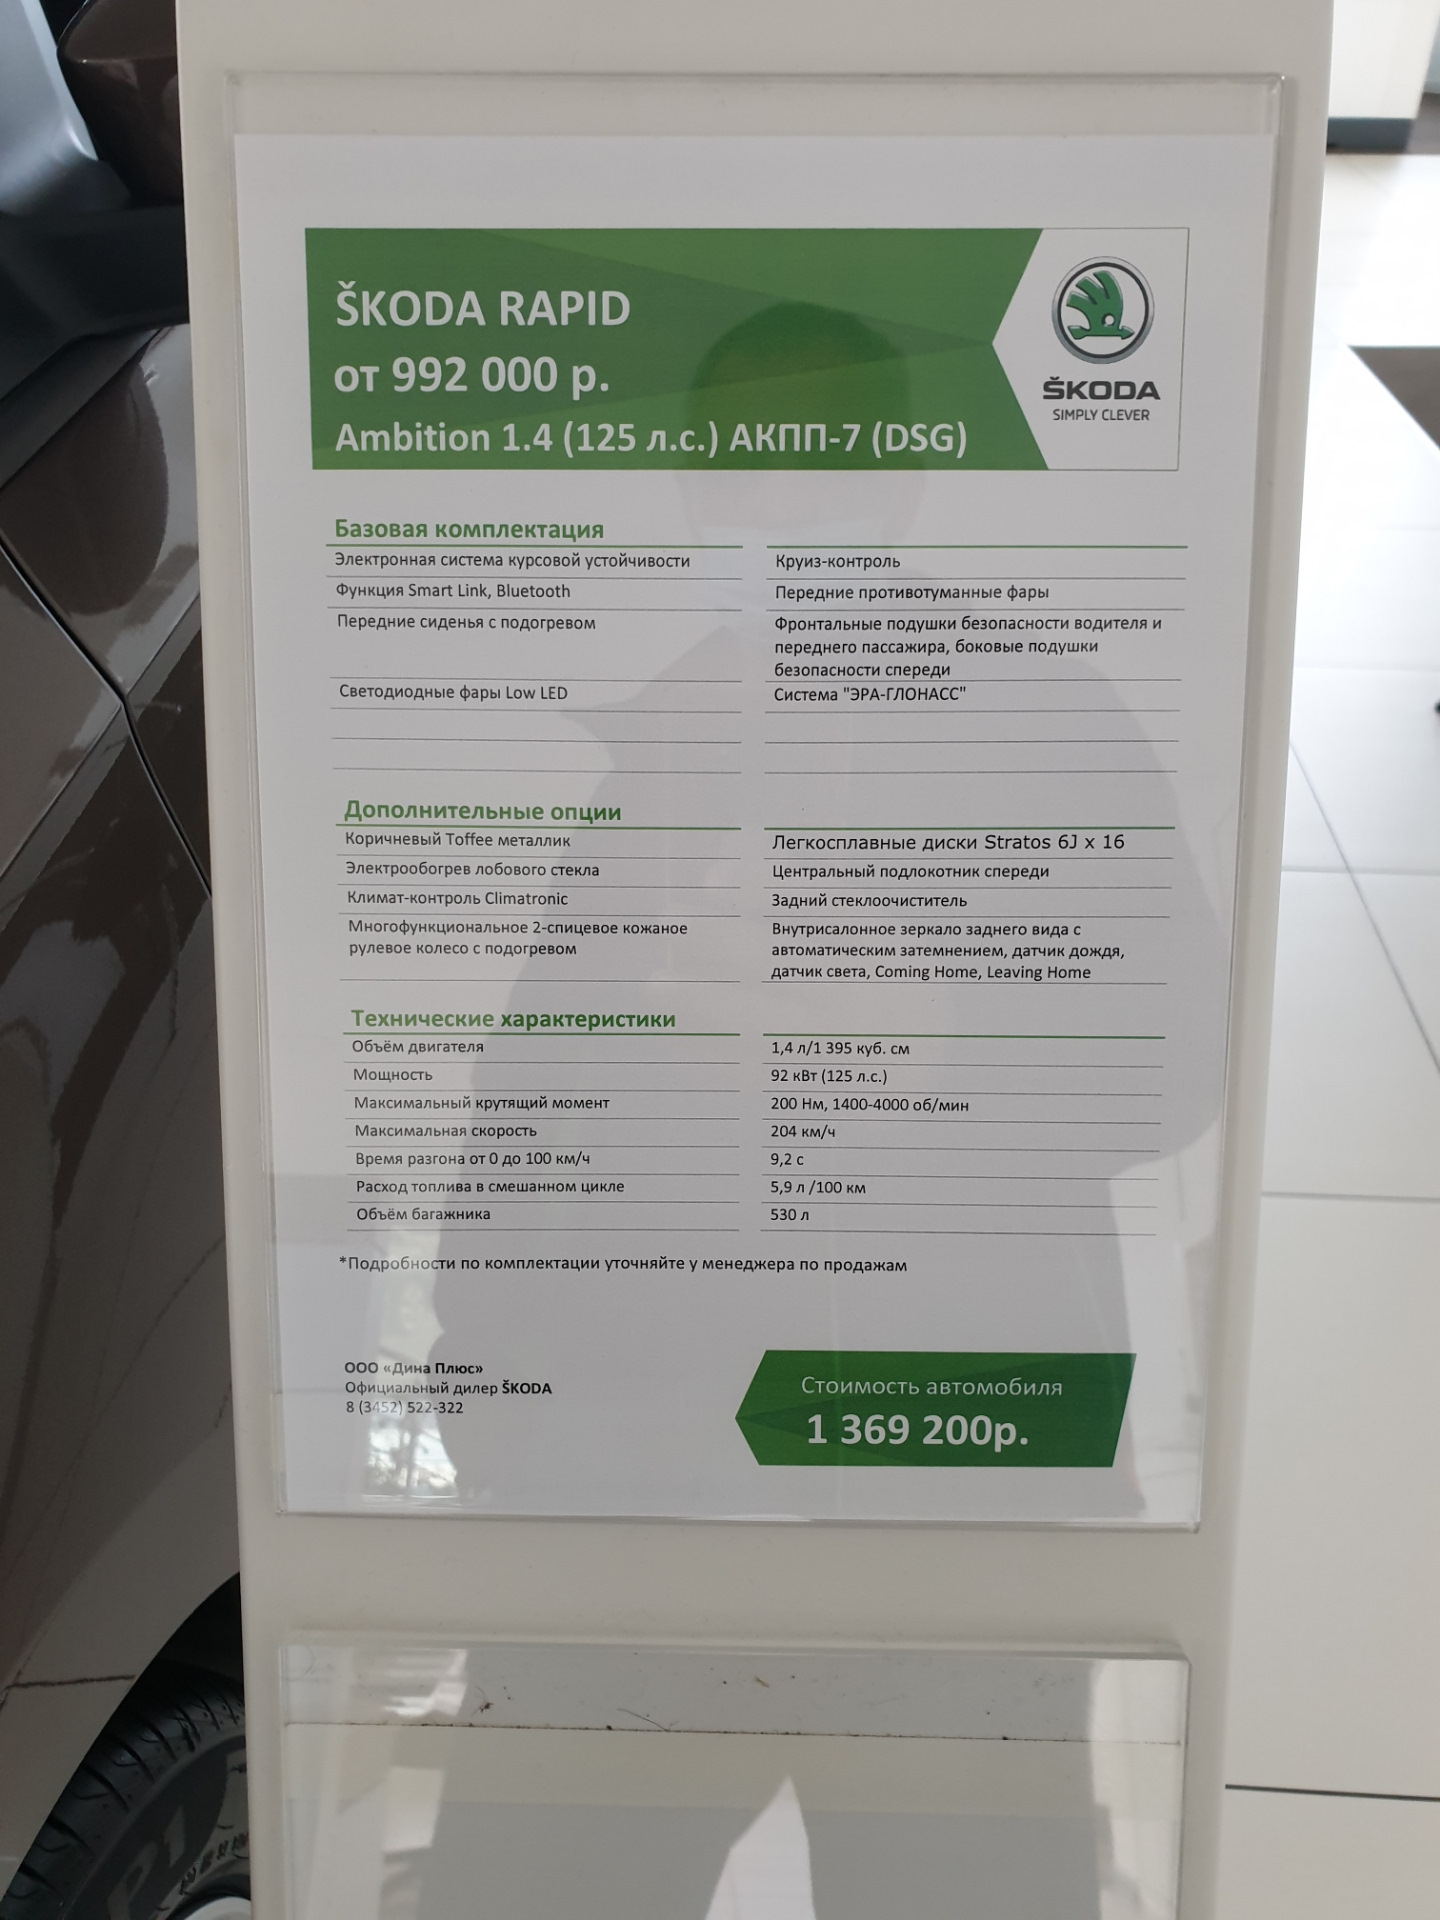 ŠKODA RAPID
от 992 000 р.
Ambition 1.4 (125 л.с.) АКПП-7 (DSG)
ŠKODA
SIMPLY CLEVER
Базовая комплектация
Электронная система курсовой устойчивости
Круиз-контроль
Функция Smart Link, Bluetooth
Передние противотуманные фары
Передние сиденья с подогревом
Фронтальные подушки безопасности водителя и
переднего пассажира, боковые подушки
безопасности спереди
Светодиодные фары Low LED
Система "ЭРА-ГЛОНАСС"
Дополнительные опции
Коричневый Toffee металлик
Легкосплавные диски Stratos 6J x 16
Электрообогрев лобового стекла
Центральный подлокотник спереди
Климат-контроль Climatronic
Задний стеклоочиститель
Многофункциональное 2-спицевое кожаное
рулевое колесо с подогревом
Внутрисалонное зеркало заднего вида с
автоматическим затемнением, датчик дождя,
датчик света, Coming Home, Leaving Home
Технические характеристики
Объём двигателя
1,4 л/1 395 куб. см
Мощность
92 кВт (125 л.с.)
Максимальный крутящий момент
200 Нм, 1400-4000 об/мин
Максимальная скорость
204 км/ч
Время разгона от 0 до 100 км/ч
9,2 с
Расход топлива в смешанном цикле
5,9 л /100 км
Объём багажника
530 л
*Подробности по комплектации уточняйте у менеджера по продажам
ООО «Дина Плюс»
Официальный дилер ŠKODA
8 (3452) 522-322
Стоимость автомобиля
1 369 200р.